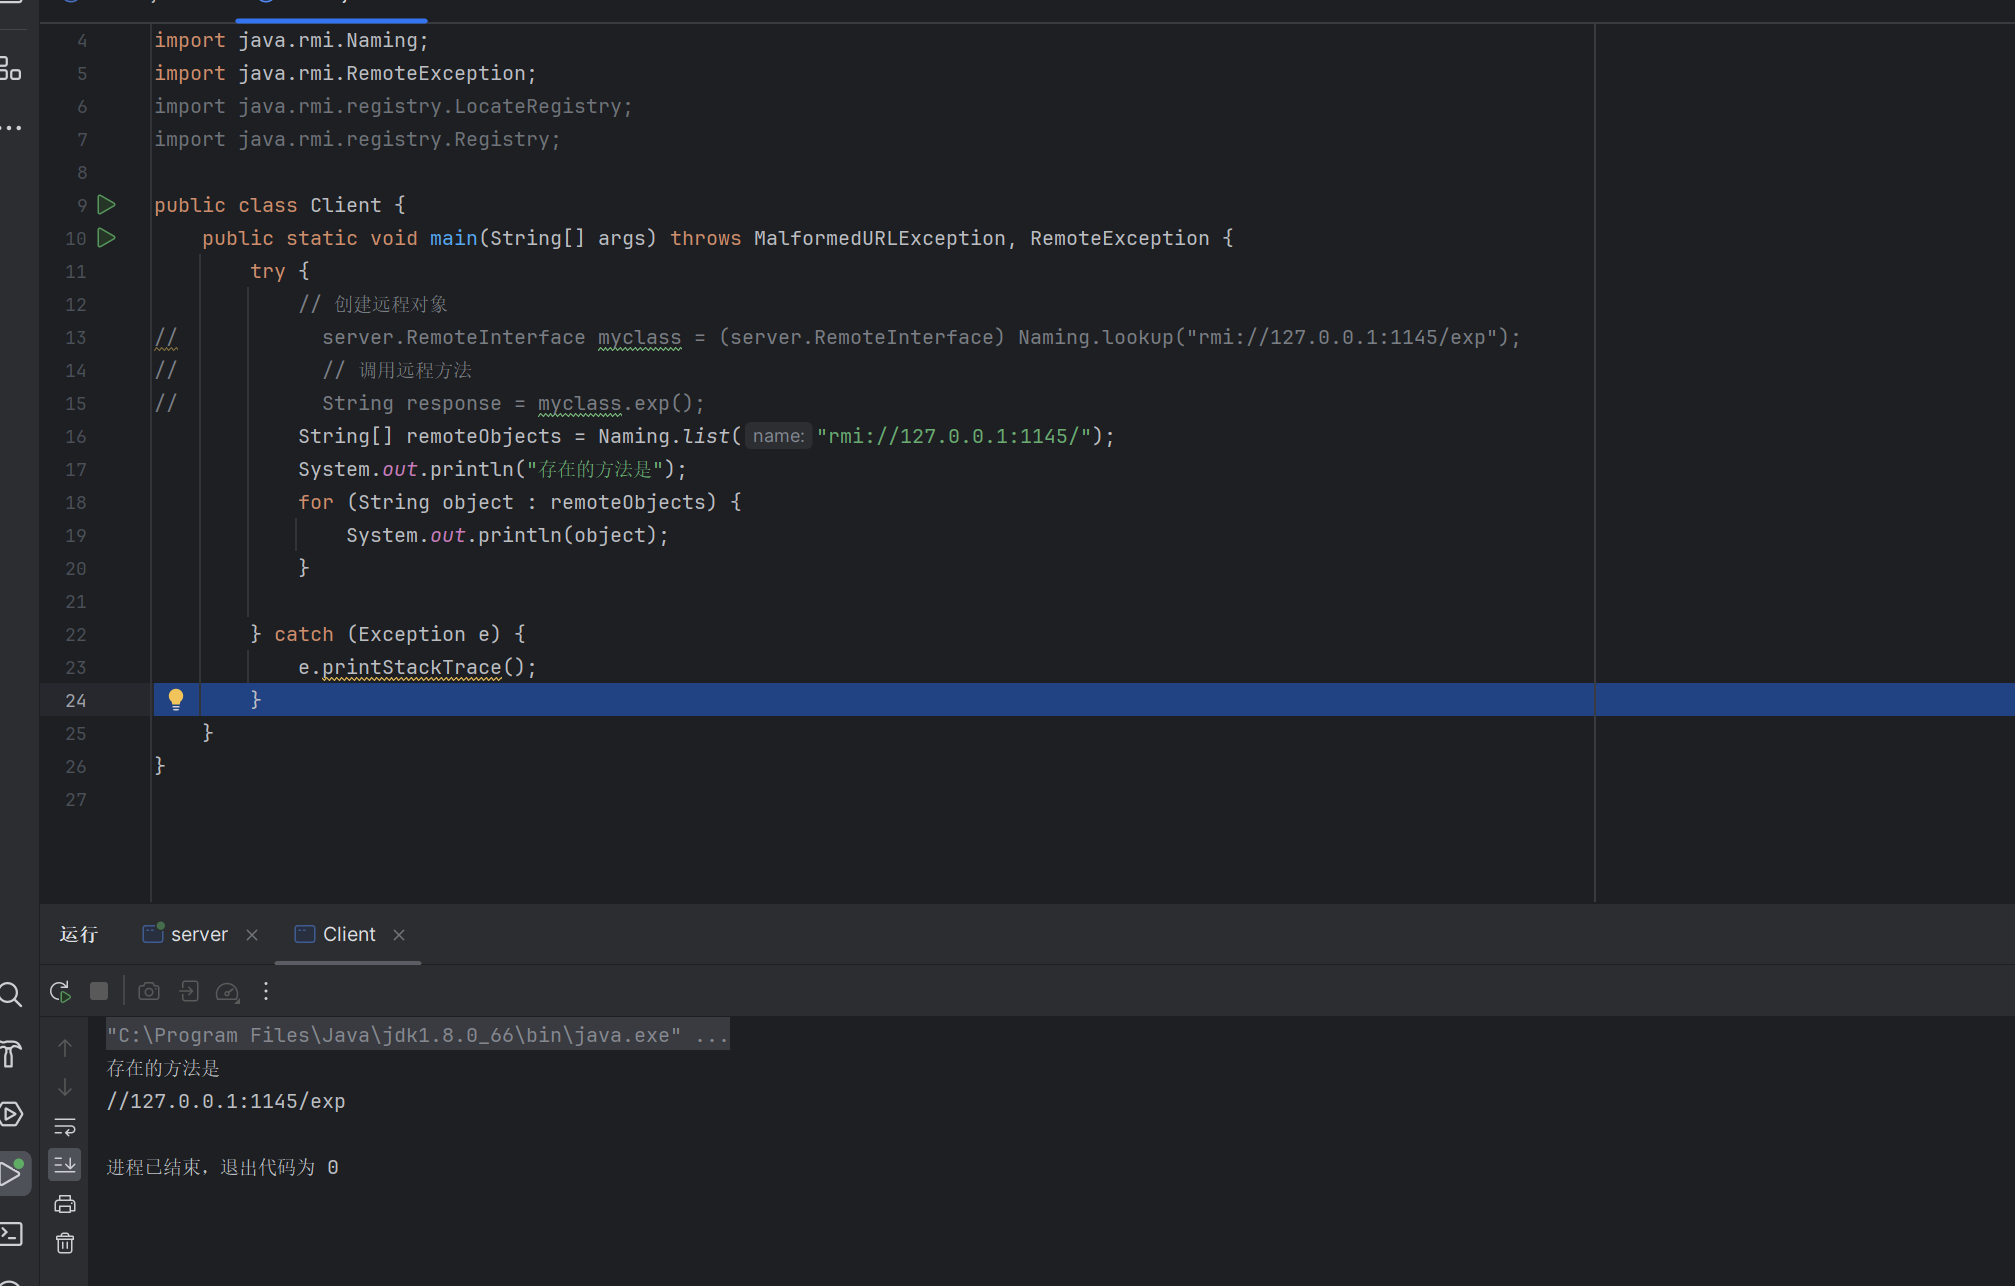 4 import java.rmi.Naming;
5 import java.rmi.RemoteException;
6 import java.rmi.registry.LocateRegistry;
7 import java.rmi.registry.Registry;
8
9 public class Client {
10 public static void main(String[] args) throws MalformedURLException, RemoteException {
11 try {
12 // 创建远程对象
13 // server.RemoteInterface myclass = (server.RemoteInterface) Naming.lookup("rmi://127.0.0.1:1145/exp");
14 // // 调用远程方法
15 // String response = myclass.exp();
16 String[] remoteObjects = Naming.list( name: "rmi://127.0.0.1:1145/");
17 System.out.println("存在的方法是");
18 for (String object : remoteObjects) {
19 System.out.println(object);
20 }
21
22 } catch (Exception e) {
23 e.printStackTrace();
24 }
25 }
26 }
27
运行 server Client
"C:\Program Files\Java\jdk1.8.0_66\bin\java.exe" ...
存在的方法是
//127.0.0.1:1145/exp
进程已结束，退出代码为 0